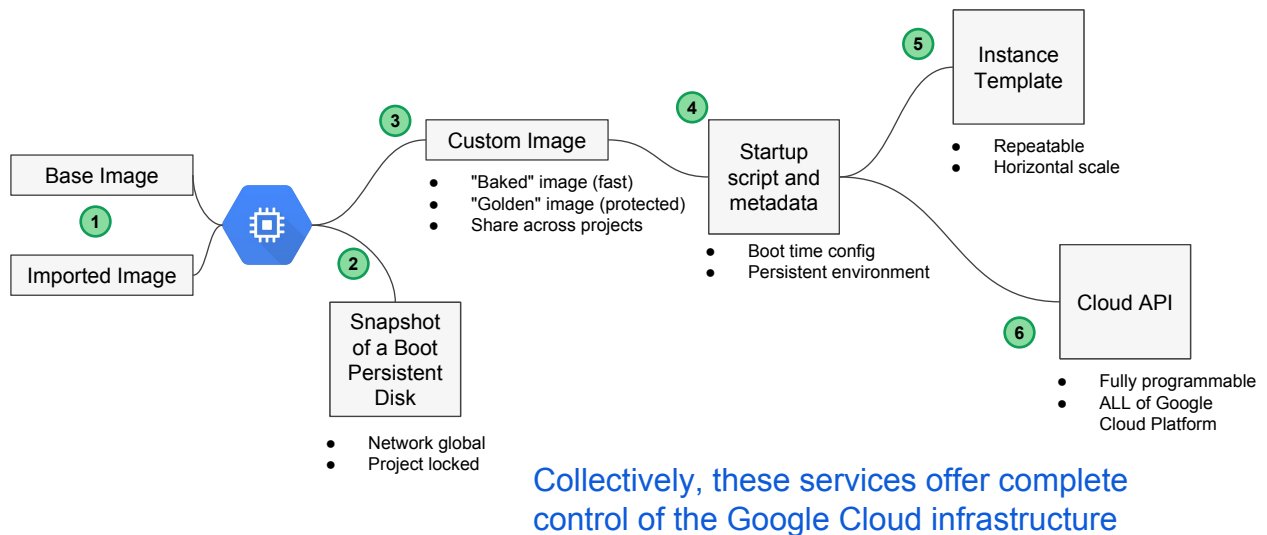 1
Base Image
Imported Image
2
Snapshot
of a Boot
Persistent
Disk
● Network global
● Project locked
3
Custom Image
● "Baked" image (fast)
● "Golden" image (protected)
● Share across projects
4
Startup
script and
metadata
● Boot time config
● Persistent environment
5
Instance
Template
● Repeatable
● Horizontal scale
6
Cloud API
● Fully programmable
● ALL of Google
Cloud Platform
Collectively, these services offer complete
control of the Google Cloud infrastructure